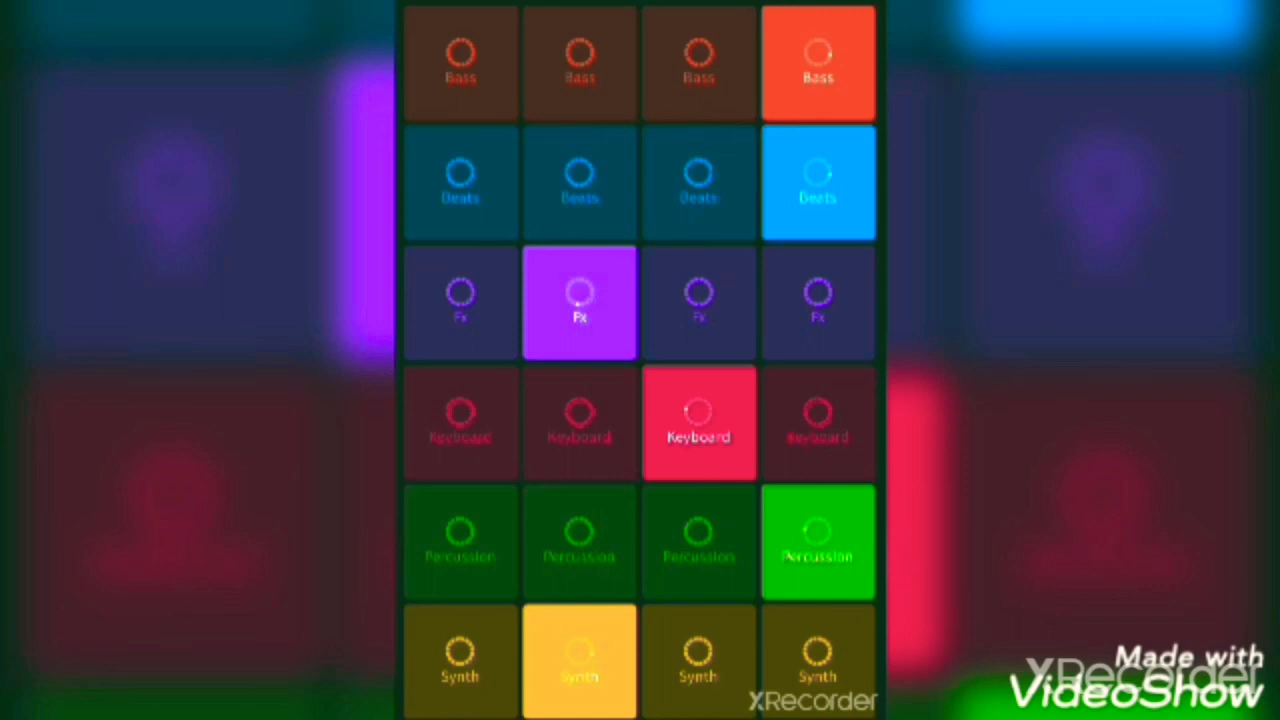 Bass Bass Bass Bass
Beats Beats Beats Beats
Fx Fx Fx Fx
Keyboard Keyboard Keyboard Keyboard
Percussion Percussion Percussion Percussion
Synth Synth Synth Synth
XRecorder
Made with
XRecorder
VideoShow